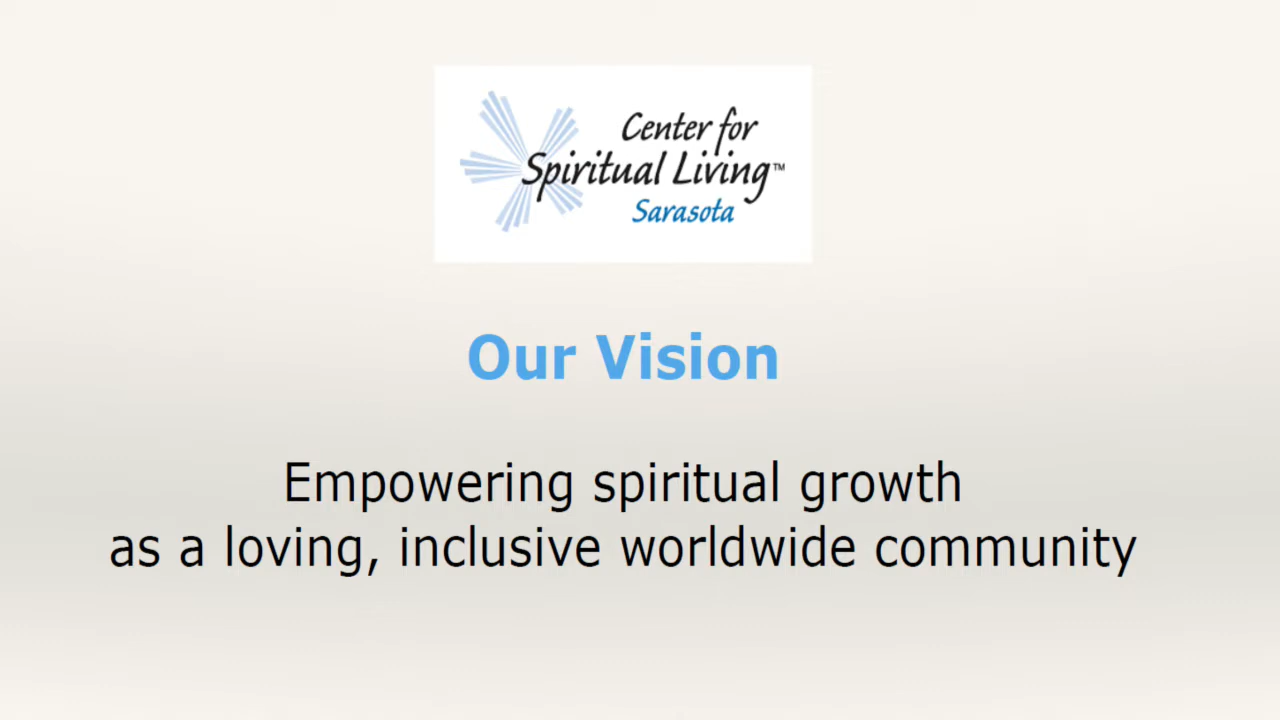 Center for
Spiritual Living™
Sarasota
Our Vision
Empowering spiritual growth
as a loving, inclusive worldwide community